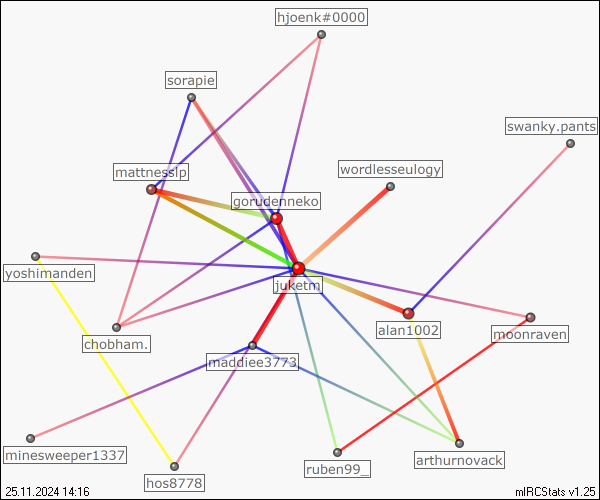 hjoenk#0000
sorapie
swanky.pants
mattnesslp
wordlesseulogy
gorudenneko
yoshinanden
juketm
alan1002
moonraven
chobham.
maddiee3773
minesweeper1337
arthurnovack
ruben99_
hos8778
25.11.2024 14:16
mIRCStats v1.25